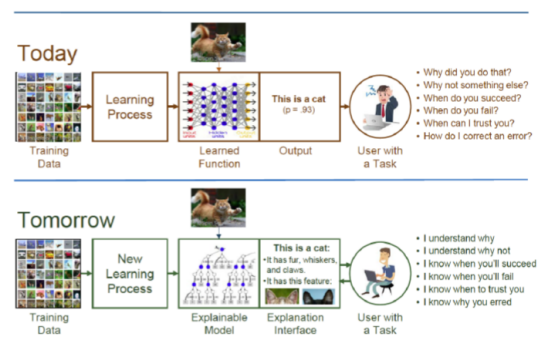 Today
Learning
Process
This is a cat
(p = .93)
Training
Data
Learned
Function
Output
User with
a Task
• Why did you do that?
• Why not something else?
• When do you succeed?
• When do you fail?
• When can I trust you?
• How do I correct an error?
Tomorrow
New
Learning
Process
This is a cat:
• It has fur, whiskers,
and claws.
• It has this feature:
Training
Data
Explainable
Model
Explanation
Interface
User with
a Task
• I understand why
• I understand why not
• I know when you'll succeed
• I know when you'll fail
• I know when to trust you
• I know why you erred